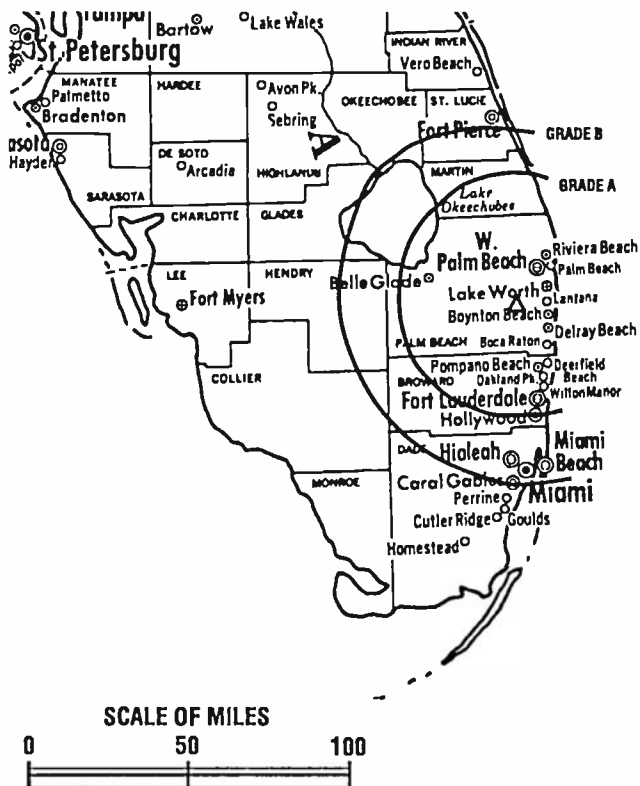 Tampa
St. Petersburg
Bartow
Lake Wales
INDIAN RIVER
Vero Beach
MANATEE
Palmetto
Bradenton
HARDEE
Avon Pk.
Sebring
OKEECHOBEE
ST. LUCIE
Fort Pierce
GRADE B
asota
Hayden
DE SOTO
Arcadia
HIGHLANDS
MARTIN
GRADE A
Lake
Okeechubee
SARASOTA
CHARLOTTE
GLADES
W.
Palm Beach
Riviera Beach
Palm Beach
LEE
HENDRY
Belle Glade
Lake Worth
Lantana
Fort Myers
Boynton Beach
Delray Beach
PALM BEACH
Boca Raton
COLLIER
Pompano Beach
Deerfield
Beach
BROWARD
Oakland Pk.
Wilton Manor
Fort Lauderdale
Hollywood
DADE
Hialeah
Miami
Beach
MONROE
Caral Gables
Miami
Perrine
Cutler Ridge
Goulds
Homestead
SCALE OF MILES
0 50 100